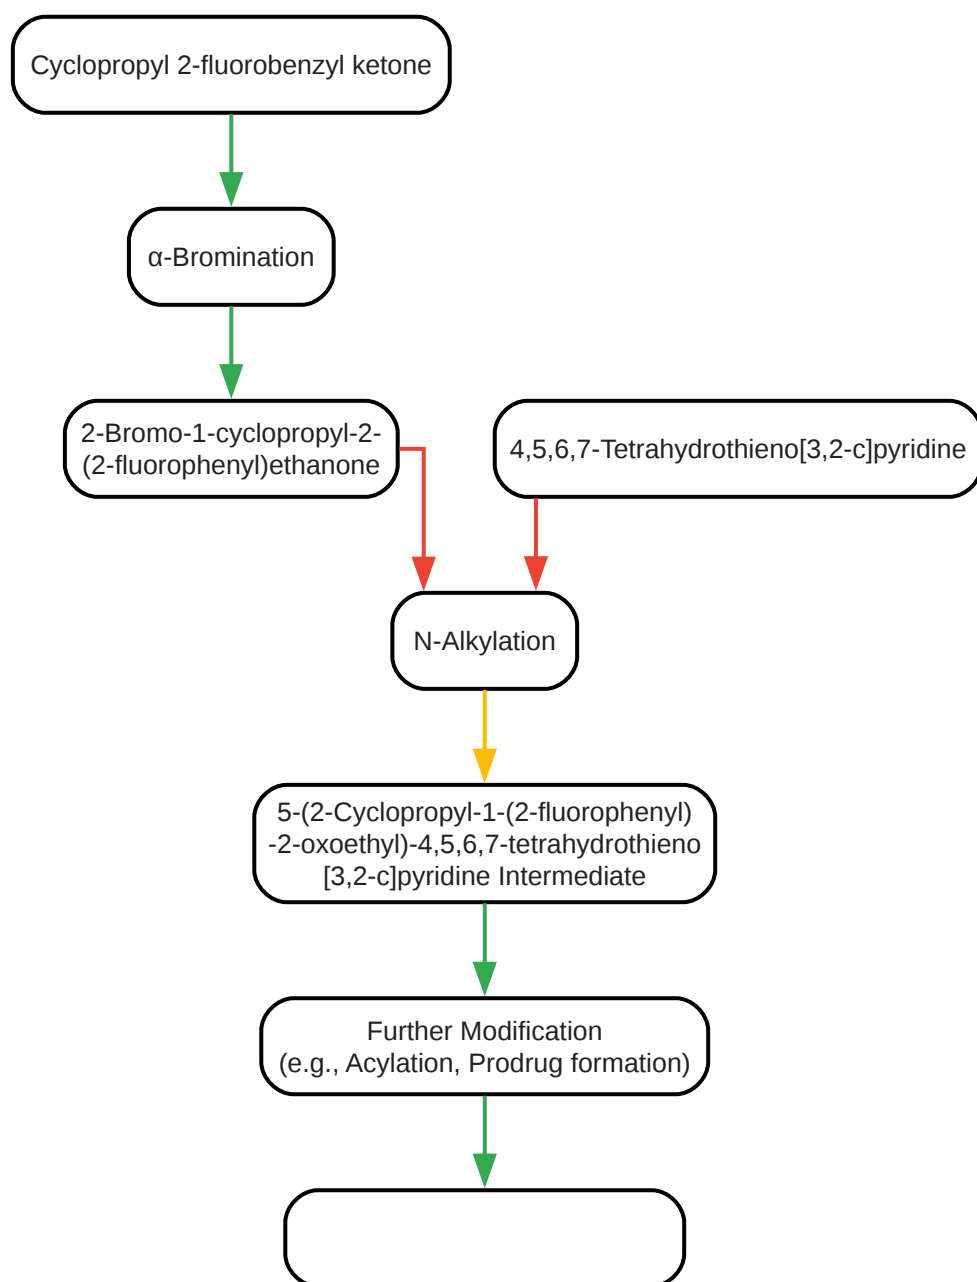 Cyclopropyl 2-fluorobenzyl ketone
α-Bromination
2-Bromo-1-cyclopropyl-2-
(2-fluorophenyl)ethanone
4,5,6,7-Tetrahydrothieno[3,2-c]pyridine
N-Alkylation
5-(2-Cyclopropyl-1-(2-fluorophenyl)
-2-oxoethyl)-4,5,6,7-tetrahydrothieno
[3,2-c]pyridine Intermediate
Further Modification
(e.g., Acylation, Prodrug formation)